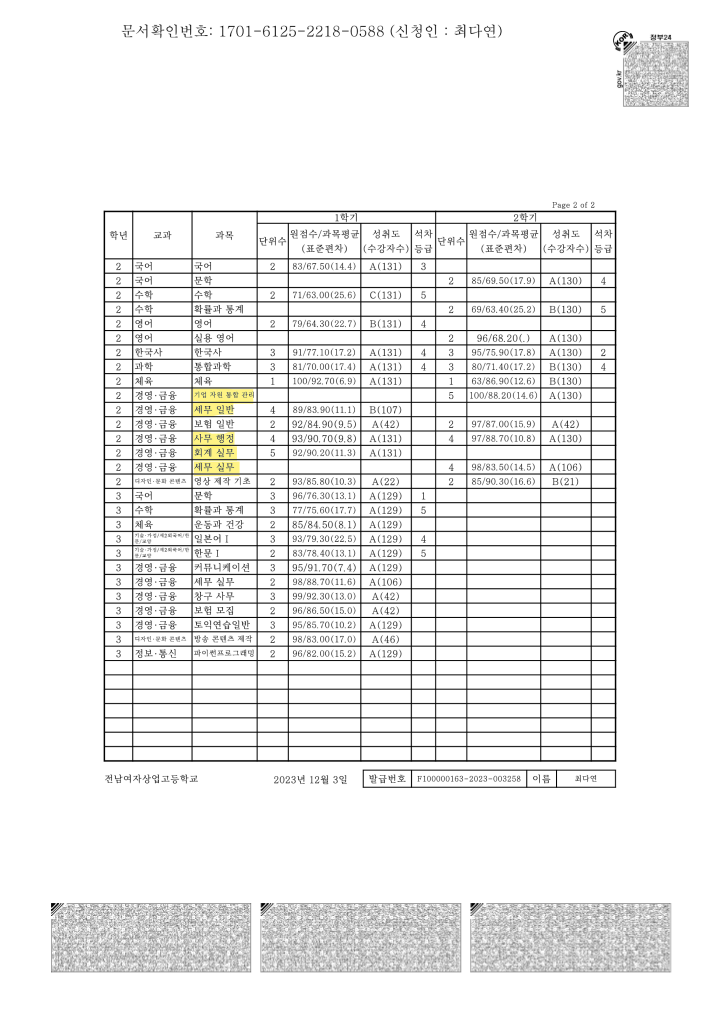 문서확인번호: 1701-6125-2218-0588 (신청인 : 최다연)
KOR 정부24
gov.kr
Page 2 of 2
학년 교과 과목 1학기 2학기
단위수 원점수/과목평균 (표준편차) 성취도 (수강자수) 석차 등급 단위수 원점수/과목평균 (표준편차) 성취도 (수강자수) 석차 등급
2 국어 국어 2 83/67.50(14.4) A(131) 3
2 국어 문학 2 85/69.50(17.9) A(130) 4
2 수학 수학 2 71/63.00(25.6) C(131) 5
2 수학 확률과 통계 2 69/63.40(25.2) B(130) 5
2 영어 영어 2 79/64.30(22.7) B(131) 4
2 영어 실용 영어 2 96/68.20(.) A(130)
2 한국사 한국사 3 91/77.10(17.2) A(131) 4 3 95/75.90(17.8) A(130) 2
2 과학 통합과학 3 81/70.00(17.4) A(131) 4 3 80/71.40(17.2) B(130) 4
2 체육 체육 1 100/92.70(6.9) A(131) 1 63/86.90(12.6) B(130)
2 경영·금융 기업 자원 통합 관리 5 100/88.20(14.6) A(130)
2 경영·금융 세무 일반 4 89/83.90(11.1) B(107)
2 경영·금융 보험 일반 2 92/84.90(9.5) A(42) 2 97/87.00(15.9) A(42)
2 경영·금융 사무 행정 4 93/90.70(9.8) A(131) 4 97/88.70(10.8) A(130)
2 경영·금융 회계 실무 5 92/90.20(11.3) A(131)
2 경영·금융 세무 실무 4 98/83.50(14.5) A(106)
2 디자인·문화 콘텐츠 영상 제작 기초 2 93/85.80(10.3) A(22) 2 85/90.30(16.6) B(21)
3 국어 문학 3 96/76.30(13.1) A(129) 1
3 수학 확률과 통계 3 77/75.60(17.7) A(129) 5
3 체육 운동과 건강 2 85/84.50(8.1) A(129)
3 기술·가정/제2외국어/한문/교양 일본어Ⅰ 3 93/79.30(22.5) A(129) 4
3 기술·가정/제2외국어/한문/교양 한문Ⅰ 2 83/78.40(13.1) A(129) 5
3 경영·금융 커뮤니케이션 3 95/91.70(7.4) A(129)
3 경영·금융 세무 실무 2 98/88.70(11.6) A(106)
3 경영·금융 창구 사무 3 99/92.30(13.0) A(42)
3 경영·금융 보험 모집 2 96/86.50(15.0) A(42)
3 경영·금융 토익연습일반 3 95/85.70(10.2) A(129)
3 디자인·문화 콘텐츠 방송 콘텐츠 제작 2 98/83.00(17.0) A(46)
3 정보·통신 파이썬프로그래밍 2 96/82.00(15.2) A(129)
전남여자상업고등학교 2023년 12월 3일 발급번호 F100000163-2023-003258 이름 최다연